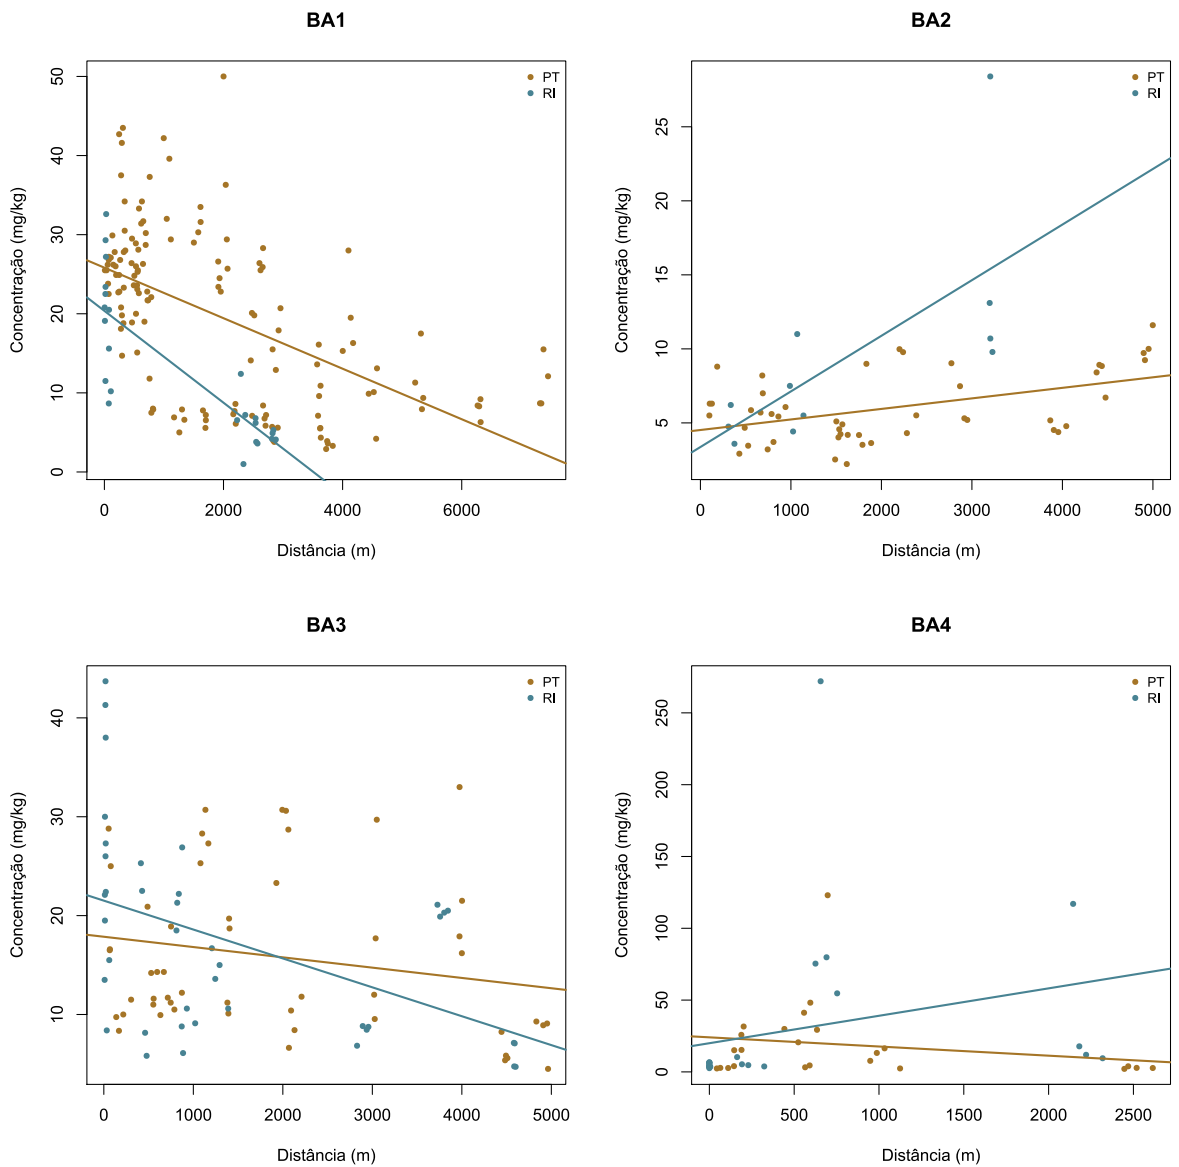 BA1
PT
RI
50
40
30
20
10
0
Concentração (mg/kg)
0 2000 4000 6000
Distância (m)
BA2
PT
RI
25
20
15
10
5
Concentração (mg/kg)
0 1000 2000 3000 4000 5000
Distância (m)
BA3
PT
RI
40
30
20
10
Concentração (mg/kg)
0 1000 2000 3000 4000 5000
Distância (m)
BA4
PT
RI
250
200
150
100
50
0
Concentração (mg/kg)
0 500 1000 1500 2000 2500
Distância (m)